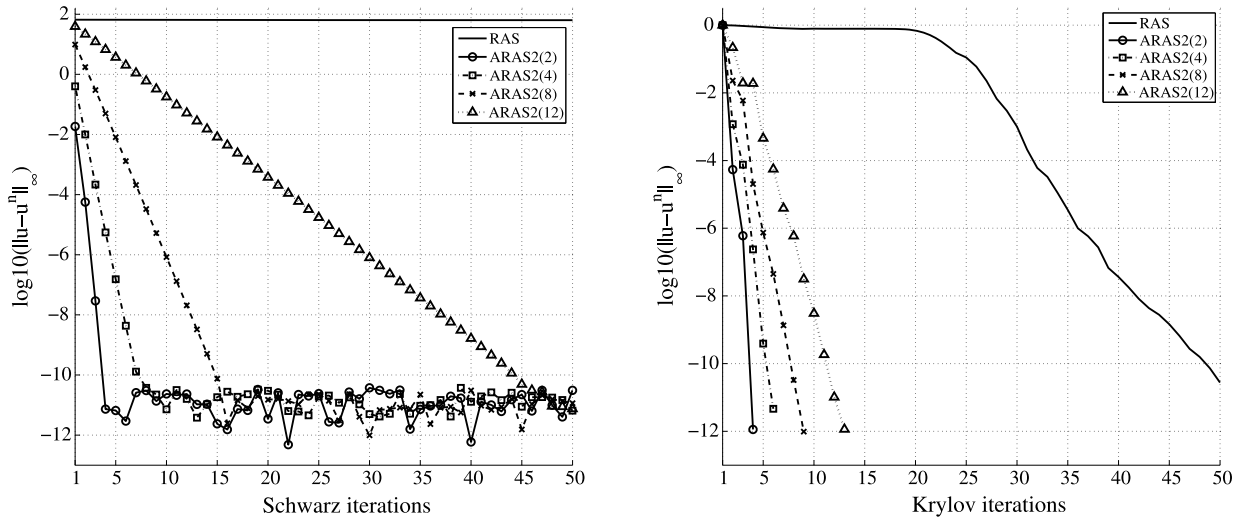 2
0
−2
−4
−6
−8
−10
−12
log10(||u−uⁿ||∞)
1 5 10 15 20 25 30 35 40 45 50
Schwarz iterations
RAS
ARAS2(2)
ARAS2(4)
ARAS2(8)
ARAS2(12)
0
−2
−4
−6
−8
−10
−12
log10(||u−uⁿ||∞)
1 5 10 15 20 25 30 35 40 45 50
Krylov iterations
RAS
ARAS2(2)
ARAS2(4)
ARAS2(8)
ARAS2(12)